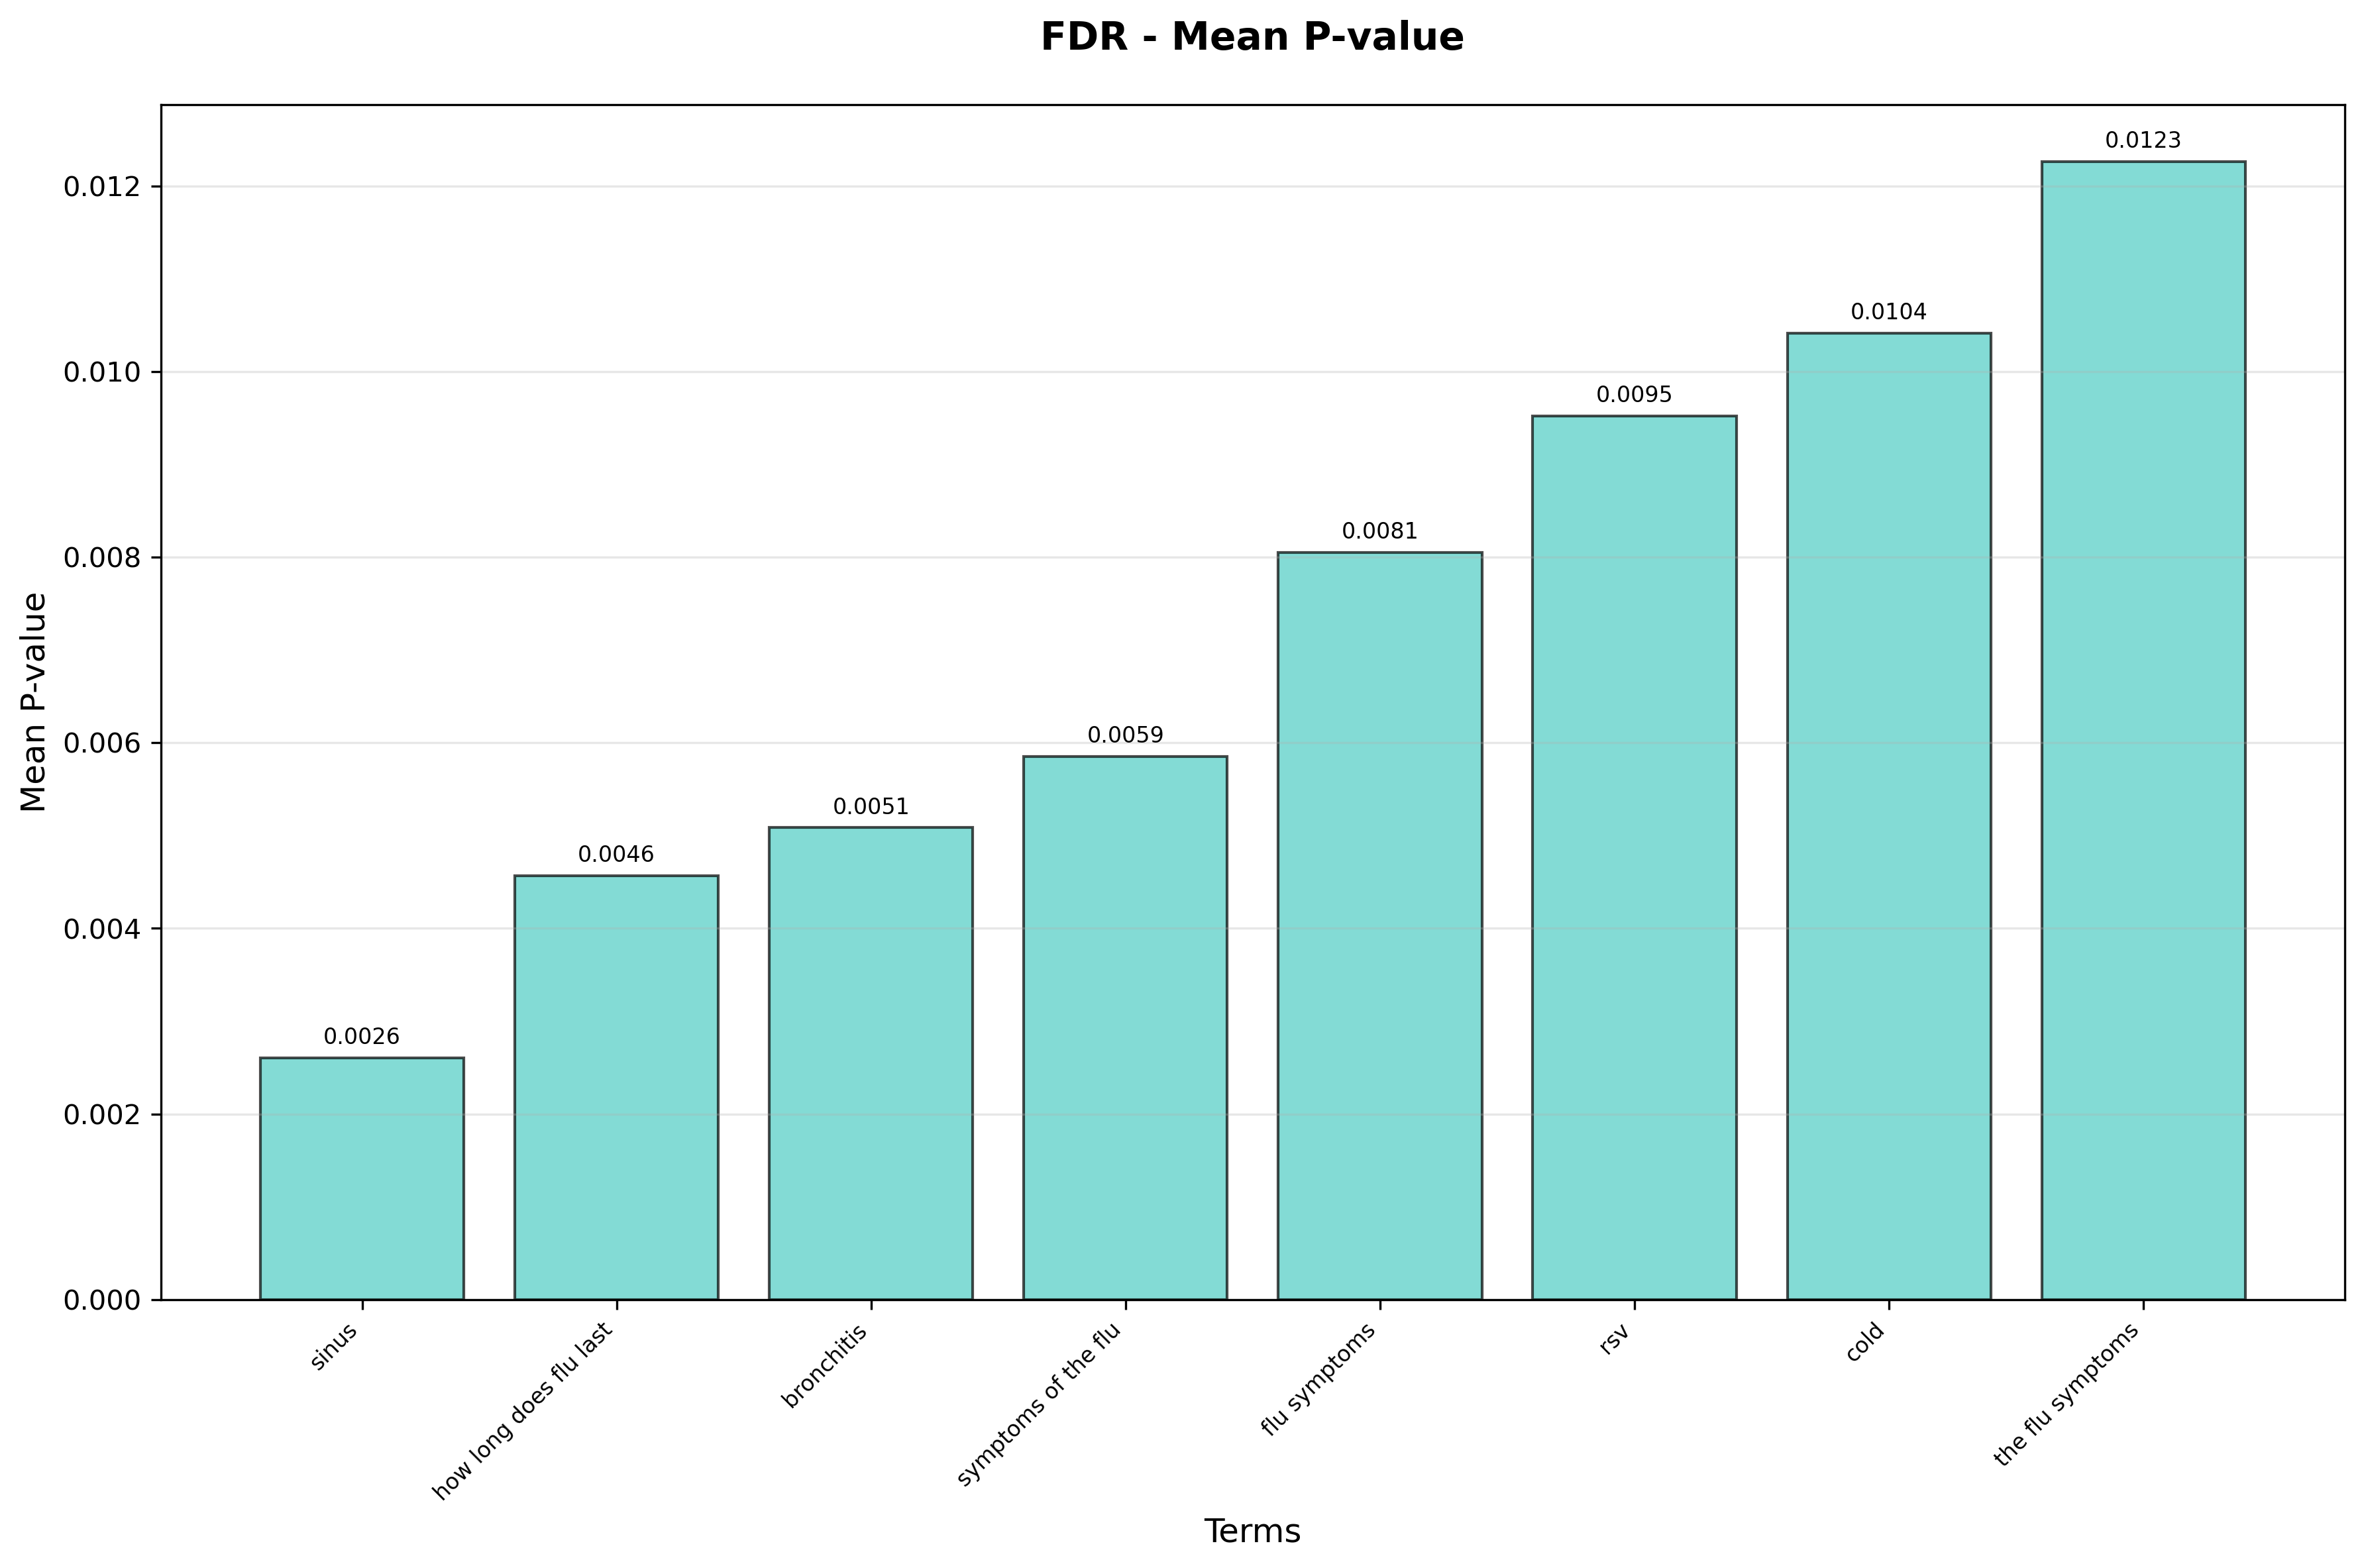 FDR - Mean P-value
Mean P-value
0.012
0.010
0.008
0.006
0.004
0.002
0.000
0.0026
0.0046
0.0051
0.0059
0.0081
0.0095
0.0104
0.0123
sinus
how long does flu last
bronchitis
symptoms of the flu
flu symptoms
rsv
cold
the flu symptoms
Terms